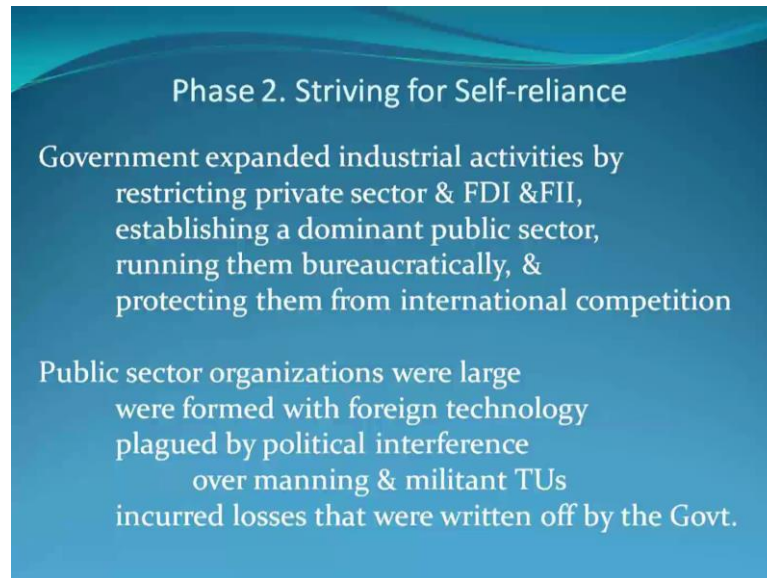 Phase 2. Striving for Self-reliance
Government expanded industrial activities by
restricting private sector & FDI &FII,
establishing a dominant public sector,
running them bureaucratically, &
protecting them from international competition
Public sector organizations were large
were formed with foreign technology
plagued by political interference
over manning & militant TUs
incurred losses that were written off by the Govt.